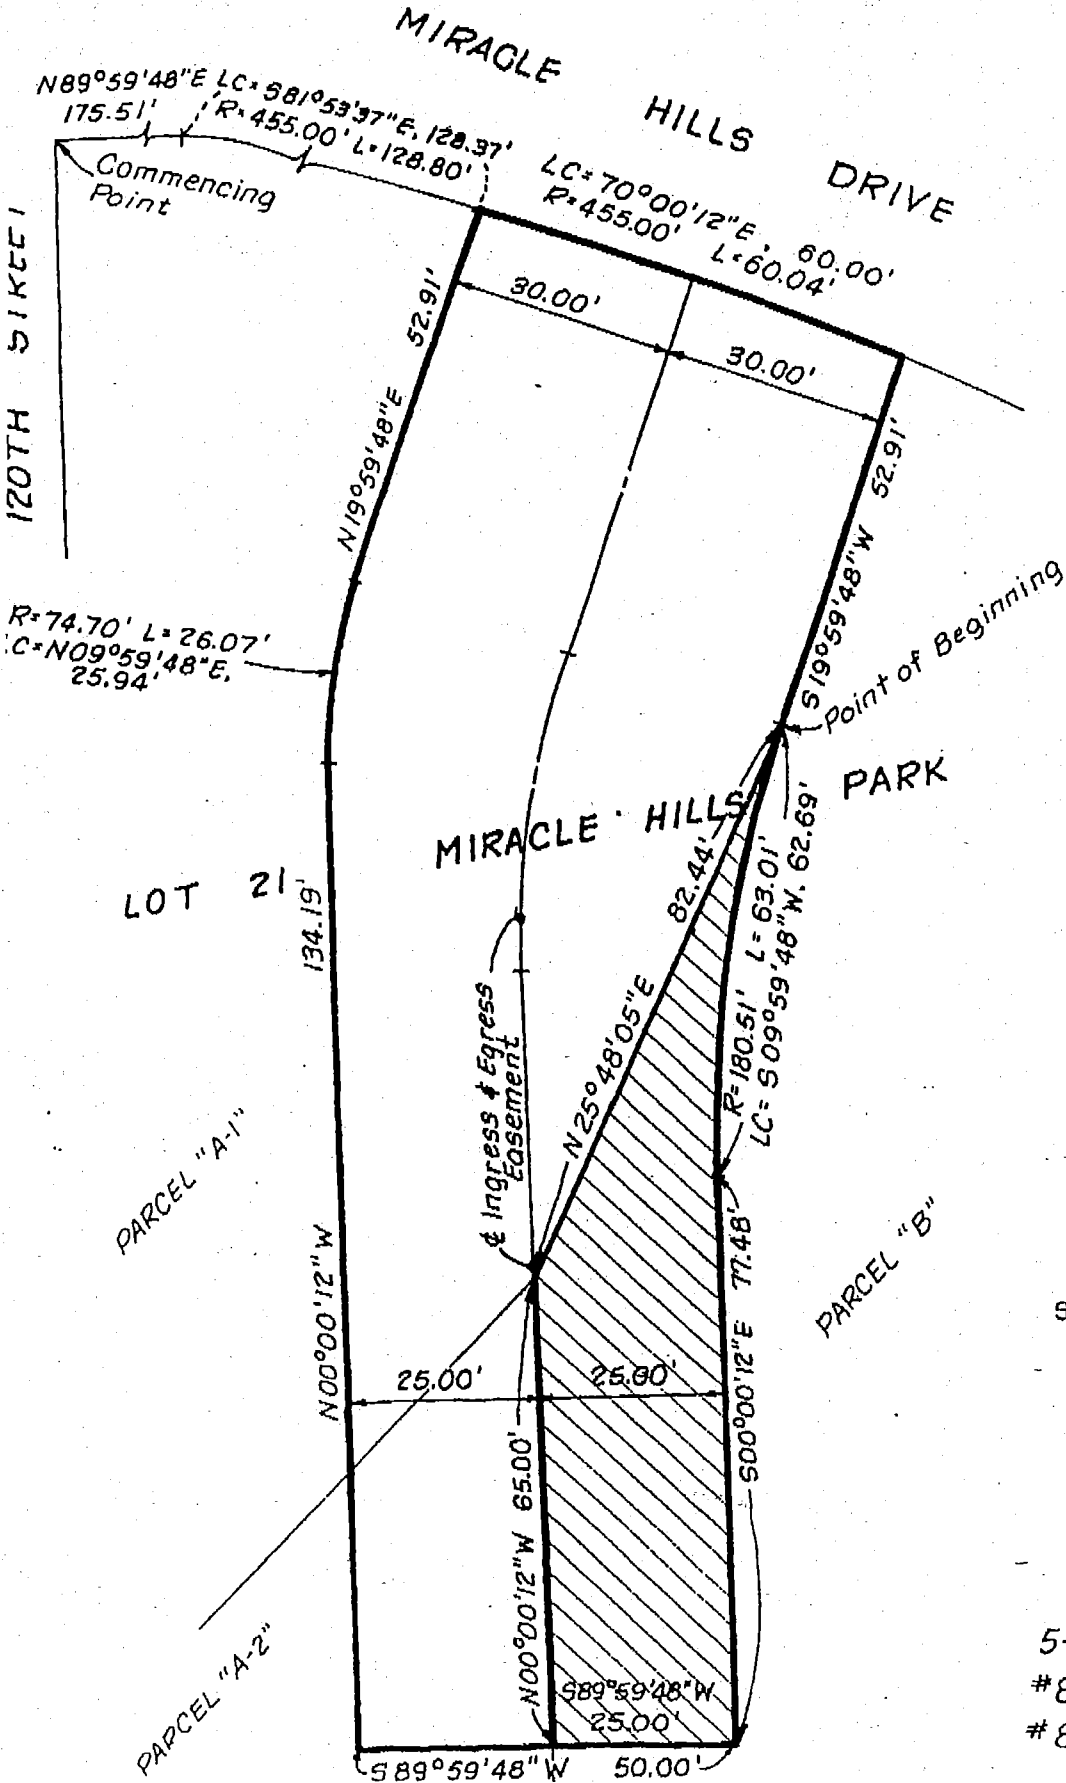 MIRACLE HILLS DRIVE
N89°59'48"E
175.51'
LC=S81°53'37"E, 128.37'
R=455.00' L=128.80'
LC=70°00'12"E, 60.00'
R=455.00' L=60.04'
Commencing
Point
120TH STREET
30.00'
30.00'
52.91'
N19°59'48"E
52.91'
S19°59'48"W
Point of Beginning
R=74.70' L=26.07'
LC=N09°59'48"E,
25.94'
MIRACLE HILLS PARK
LOT 21
134.19'
N00°00'12"W
82.44'
N25°48'05"E
R=180.51' L=63.01'
LC=S09°59'48"W, 62.69'
℄ Ingress & Egress
Easement
PARCEL "A-1"
PARCEL "B"
77.48'
S00°00'12"E
25.00'
25.00'
N00°00'12"W 65.00'
PARCEL "A-2"
S89°59'48"W
25.00'
S89°59'48"W 50.00'
S
5-
#8
#8